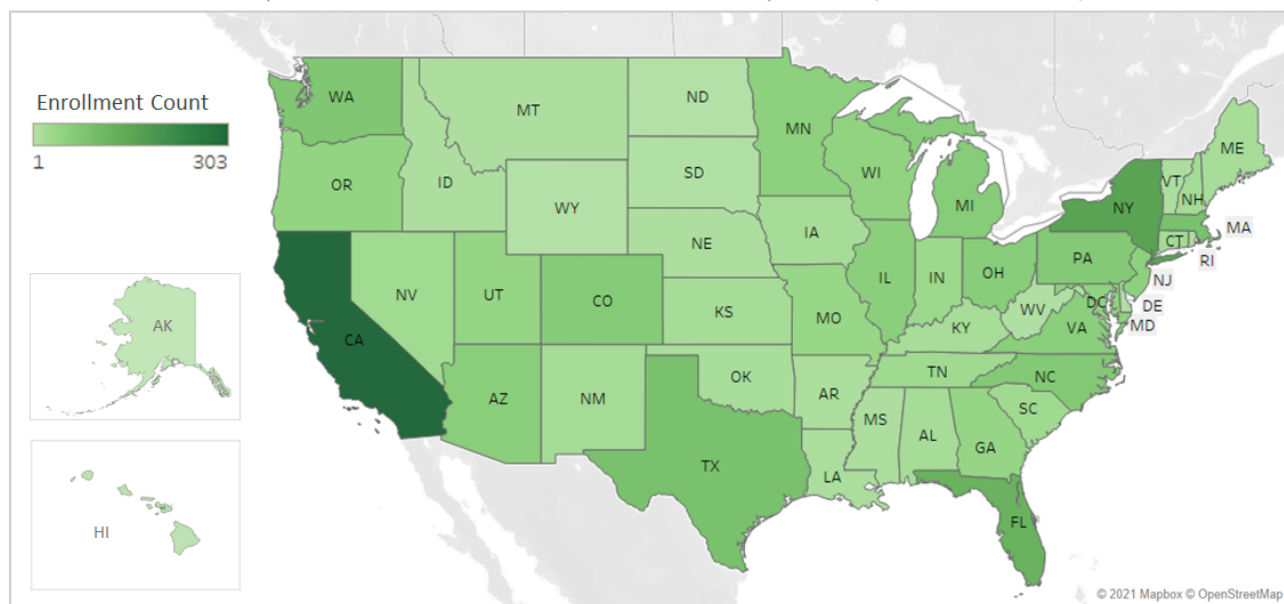 Enrollment Count
1 303
WA
MT
ND
MN
ME
OR
ID
SD
WI
VT
NH
WY
MI
NY
MA
NE
IA
CT
RI
NV
UT
CO
IL
IN
OH
PA
NJ
KS
MO
WV
DC
DE
KY
VA
MD
CA
AK
AZ
NM
OK
AR
TN
NC
SC
MS
AL
GA
TX
LA
FL
HI
© 2021 Mapbox © OpenStreetMap